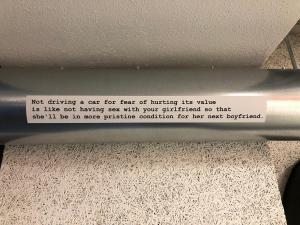 Not driving a car for fear of hurting its value
is like not having sex with your girlfriend so that
she'll be in more pristine condition for her next boyfriend.